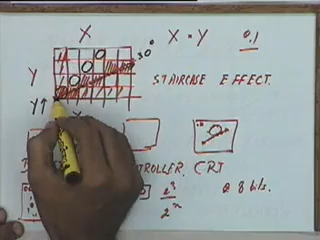 X X × Y 0.1
30°
Y STAIRCASE EFFECT.
Y↑
CONTROLLER, CRT
2³ 8 bits.
2ⁿ